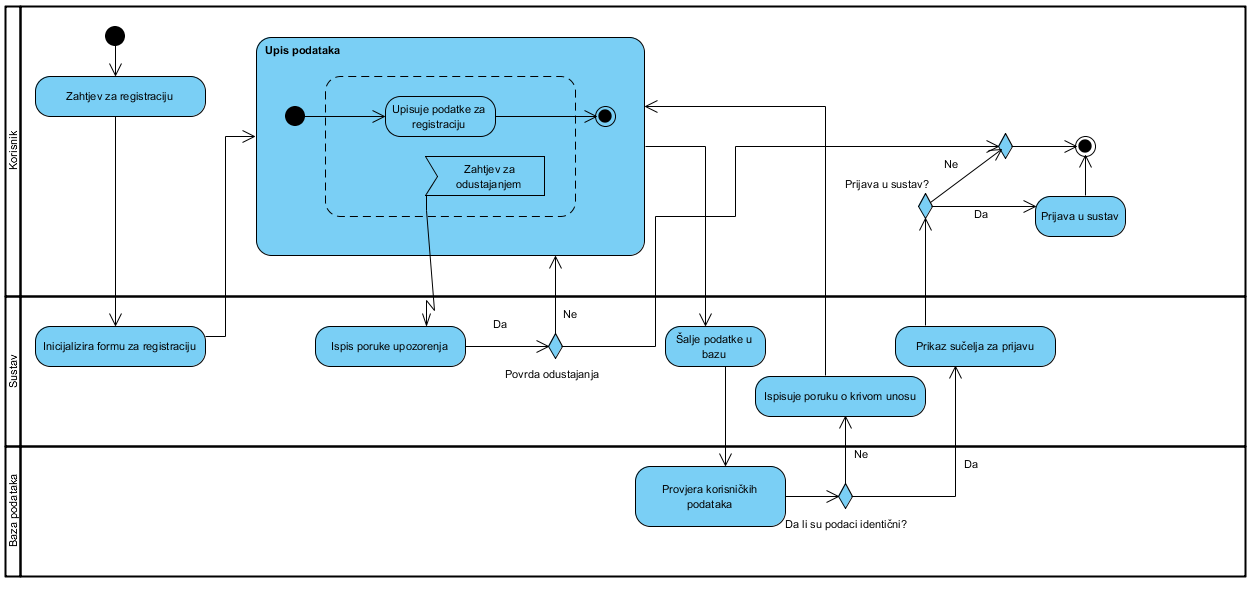 Korisnik
Zahtjev za registraciju
Upis podataka
Upisuje podatke za
registraciju
Zahtjev za
odustajanjem
Prijava u sustav?
Ne
Da
Prijava u sustav
Sustav
Inicijalizira formu za registraciju
Ispis poruke upozorenja
Da
Ne
Povrda odustajanja
Šalje podatke u
bazu
Ispisuje poruku o krivom unosu
Prikaz sučelja za prijavu
Baza podataka
Provjera korisničkih
podataka
Ne
Da
Da li su podaci identični?